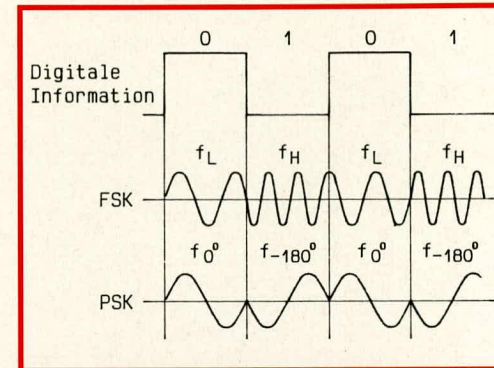 0 1 0 1
Digitale
Information
f_L f_H f_L f_H
FSK
f_0° f_-180° f_0° f_-180°
PSK